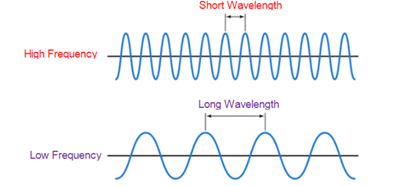 Short Wavelength
High Frequency
Long Wavelength
Low Frequency